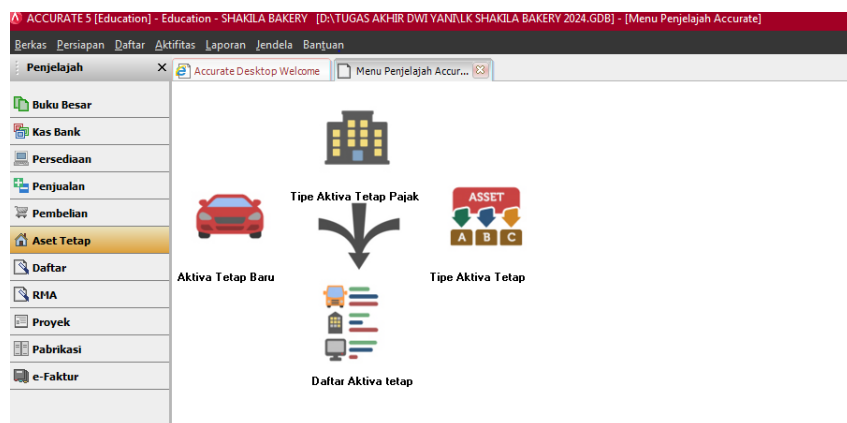 ACCURATE 5 [Education] - Education - SHAKILA BAKERY [D:\TUGAS AKHIR DWI YANI\LK SHAKILA BAKERY 2024.GDB] - [Menu Penjelajah Accurate]
Berkas Persiapan Daftar Aktifitas Laporan Jendela Bantuan
Penjelajah X
Accurate Desktop Welcome
Menu Penjelajah Accur...
Buku Besar
Kas Bank
Persediaan
Penjualan
Pembelian
Aset Tetap
Daftar
RMA
Proyek
Pabrikasi
e-Faktur
Tipe Aktiva Tetap Pajak
ASSET
A B C
Aktiva Tetap Baru
Tipe Aktiva Tetap
Daftar Aktiva tetap